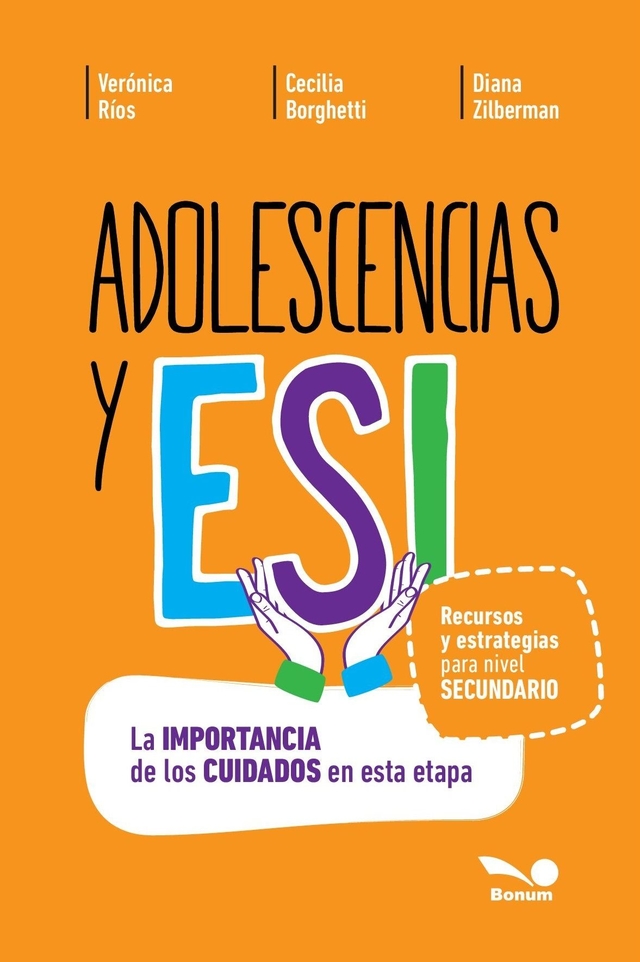 Verónica
Ríos
Cecilia
Borghetti
Diana
Zilberman
ADOLESCENCIAS
Y ESI
Recursos
y estrategias
para nivel
SECUNDARIO
La IMPORTANCIA
de los CUIDADOS en esta etapa
Bonum